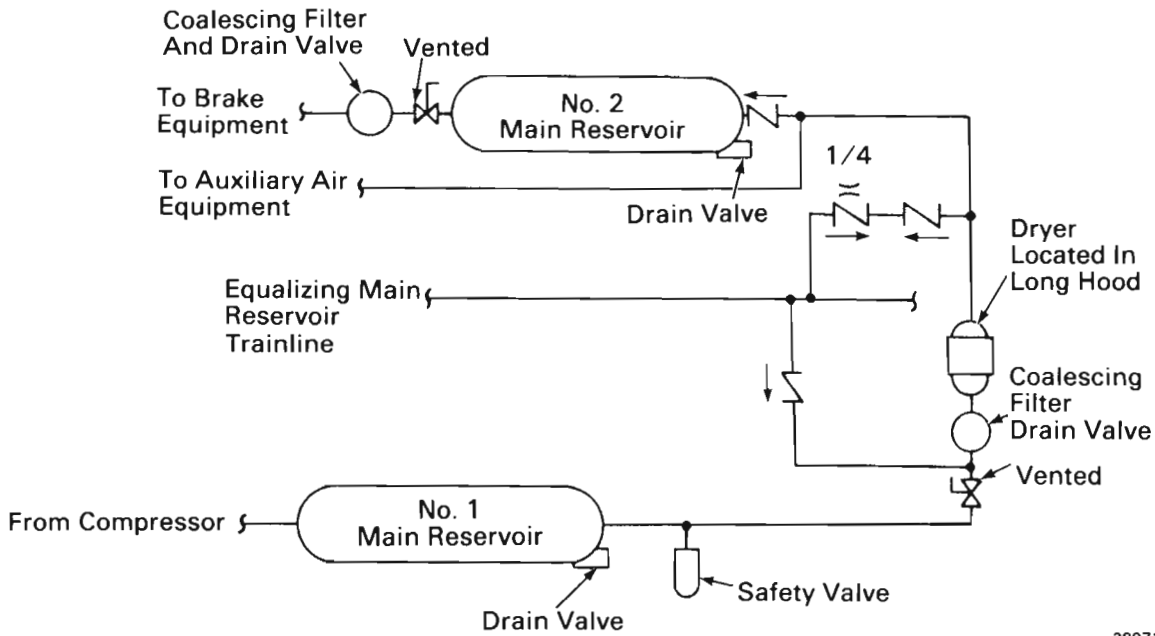 Coalescing Filter
And Drain Valve
Vented
To Brake
Equipment
No. 2
Main Reservoir
1/4
To Auxiliary Air
Equipment
Drain Valve
Dryer
Located In
Long Hood
Equalizing Main
Reservoir
Trainline
Coalescing
Filter
Drain Valve
Vented
From Compressor
No. 1
Main Reservoir
Safety Valve
Drain Valve